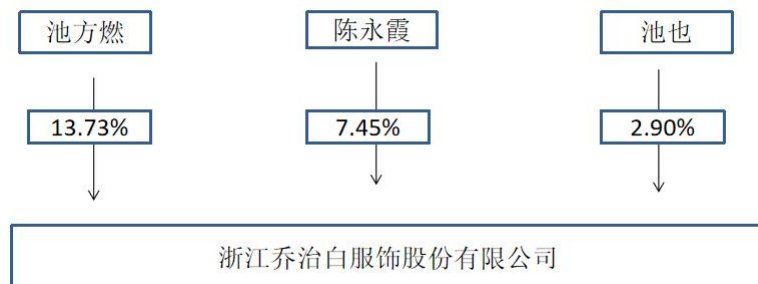 池方燃
陈永霞
池也
13.73%
7.45%
2.90%
浙江乔治白服饰股份有限公司